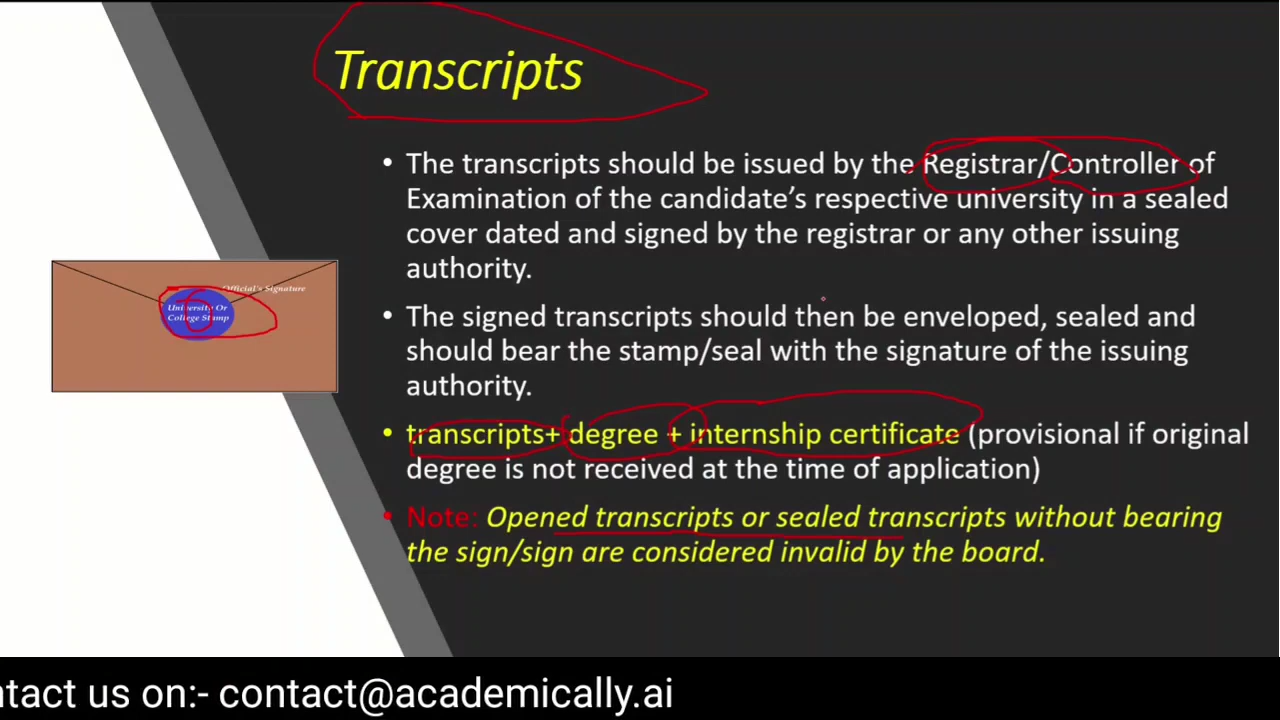 Transcripts
• The transcripts should be issued by the Registrar/Controller of
Examination of the candidate’s respective university in a sealed
cover dated and signed by the registrar or any other issuing
authority.
Official's Signature
University Or
College Stamp
• The signed transcripts should then be enveloped, sealed and
should bear the stamp/seal with the signature of the issuing
authority.
• transcripts+ degree + internship certificate (provisional if original
degree is not received at the time of application)
• Note: Opened transcripts or sealed transcripts without bearing
the sign/sign are considered invalid by the board.
ntact us on:- contact@academically.ai